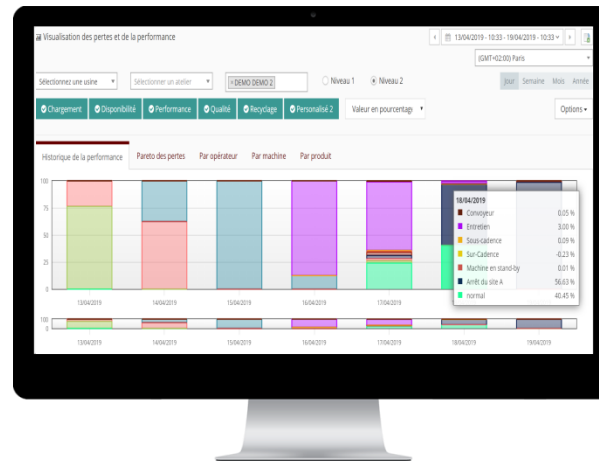 Visualisation des pertes et de la performance
13/04/2019 - 10:33 - 19/04/2019 - 10:33
(GMT+02:00) Paris
Sélectionnez une usine
Sélectionner un atelier
×DEMO DEMO 2
Niveau 1
Niveau 2
Jour Semaine Mois Année
Chargement
Disponibilité
Performance
Qualité
Recyclage
Personalisé 2
Valeur en pourcentage
Options
Historique de la performance
Pareto des pertes
Par opérateur
Par machine
Par produit
100
75
50
25
0
13/04/2019 14/04/2019 15/04/2019 16/04/2019 17/04/2019
18/04/2019
Convoyeur 0.05 %
Entretien 3.00 %
Sous-cadence 0.09 %
Sur-Cadence -0.23 %
Machine en stand-by 0.01 %
Arrêt du site A 56.63 %
normal 40.45 %
100
0
13/04/2019 14/04/2019 15/04/2019 16/04/2019 17/04/2019 18/04/2019 19/04/2019